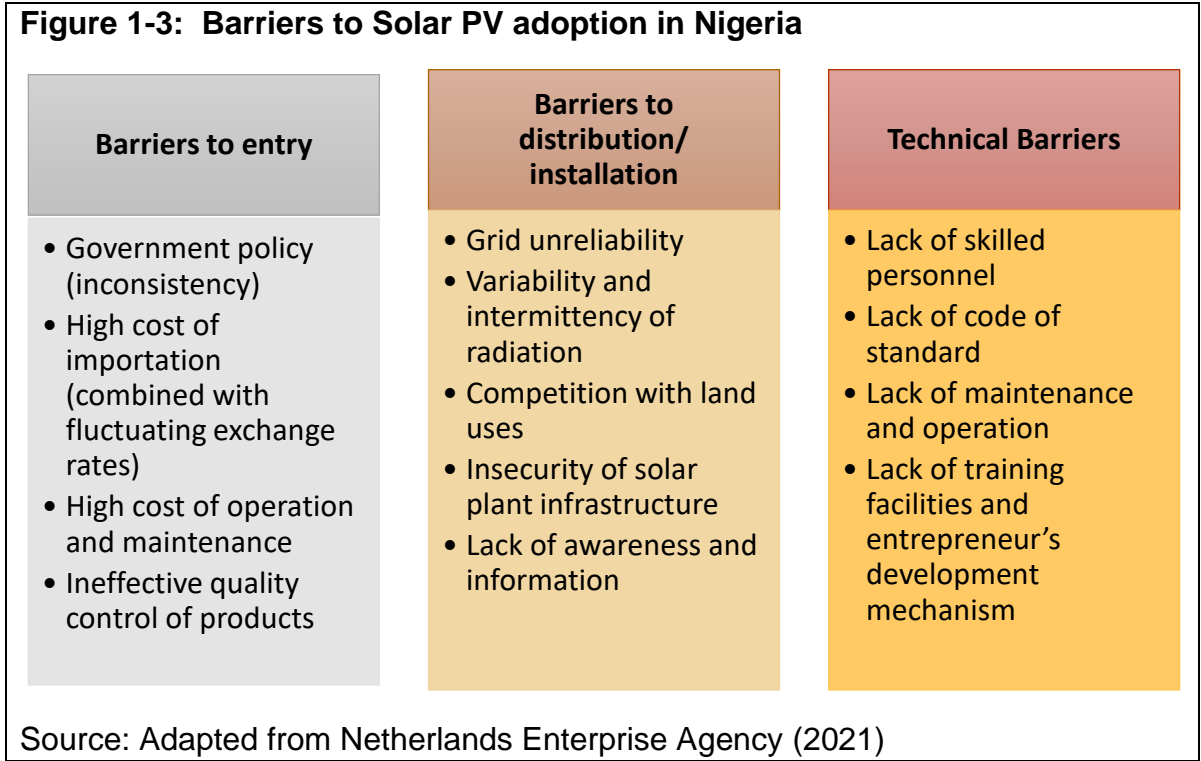 Figure 1-3:  Barriers to Solar PV adoption in Nigeria
Barriers to entry
• Government policy
(inconsistency)
• High cost of
importation
(combined with
fluctuating exchange
rates)
• High cost of operation
and maintenance
• Ineffective quality
control of products
Barriers to
distribution/
installation
• Grid unreliability
• Variability and
intermittency of
radiation
• Competition with land
uses
• Insecurity of solar
plant infrastructure
• Lack of awareness and
information
Technical Barriers
• Lack of skilled
personnel
• Lack of code of
standard
• Lack of maintenance
and operation
• Lack of training
facilities and
entrepreneur’s
development
mechanism
Source: Adapted from Netherlands Enterprise Agency (2021)